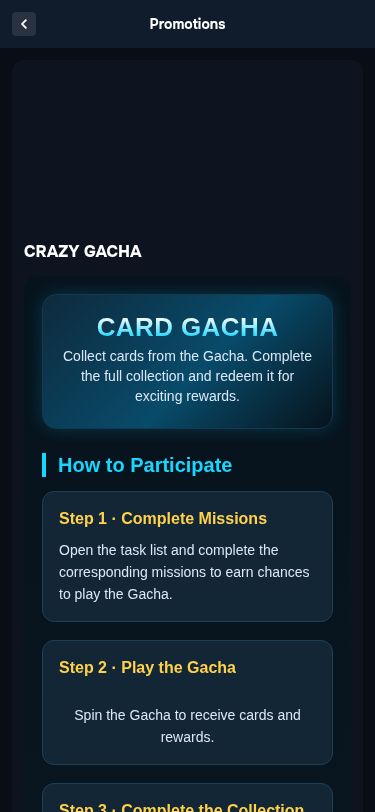 Promotions
CRAZY GACHA
CARD GACHA
Collect cards from the Gacha. Complete
the full collection and redeem it for
exciting rewards.
How to Participate
Step 1 · Complete Missions
Open the task list and complete the
corresponding missions to earn chances
to play the Gacha.
Step 2 · Play the Gacha
Spin the Gacha to receive cards and
rewards.
Step 3 · Complete the Collection